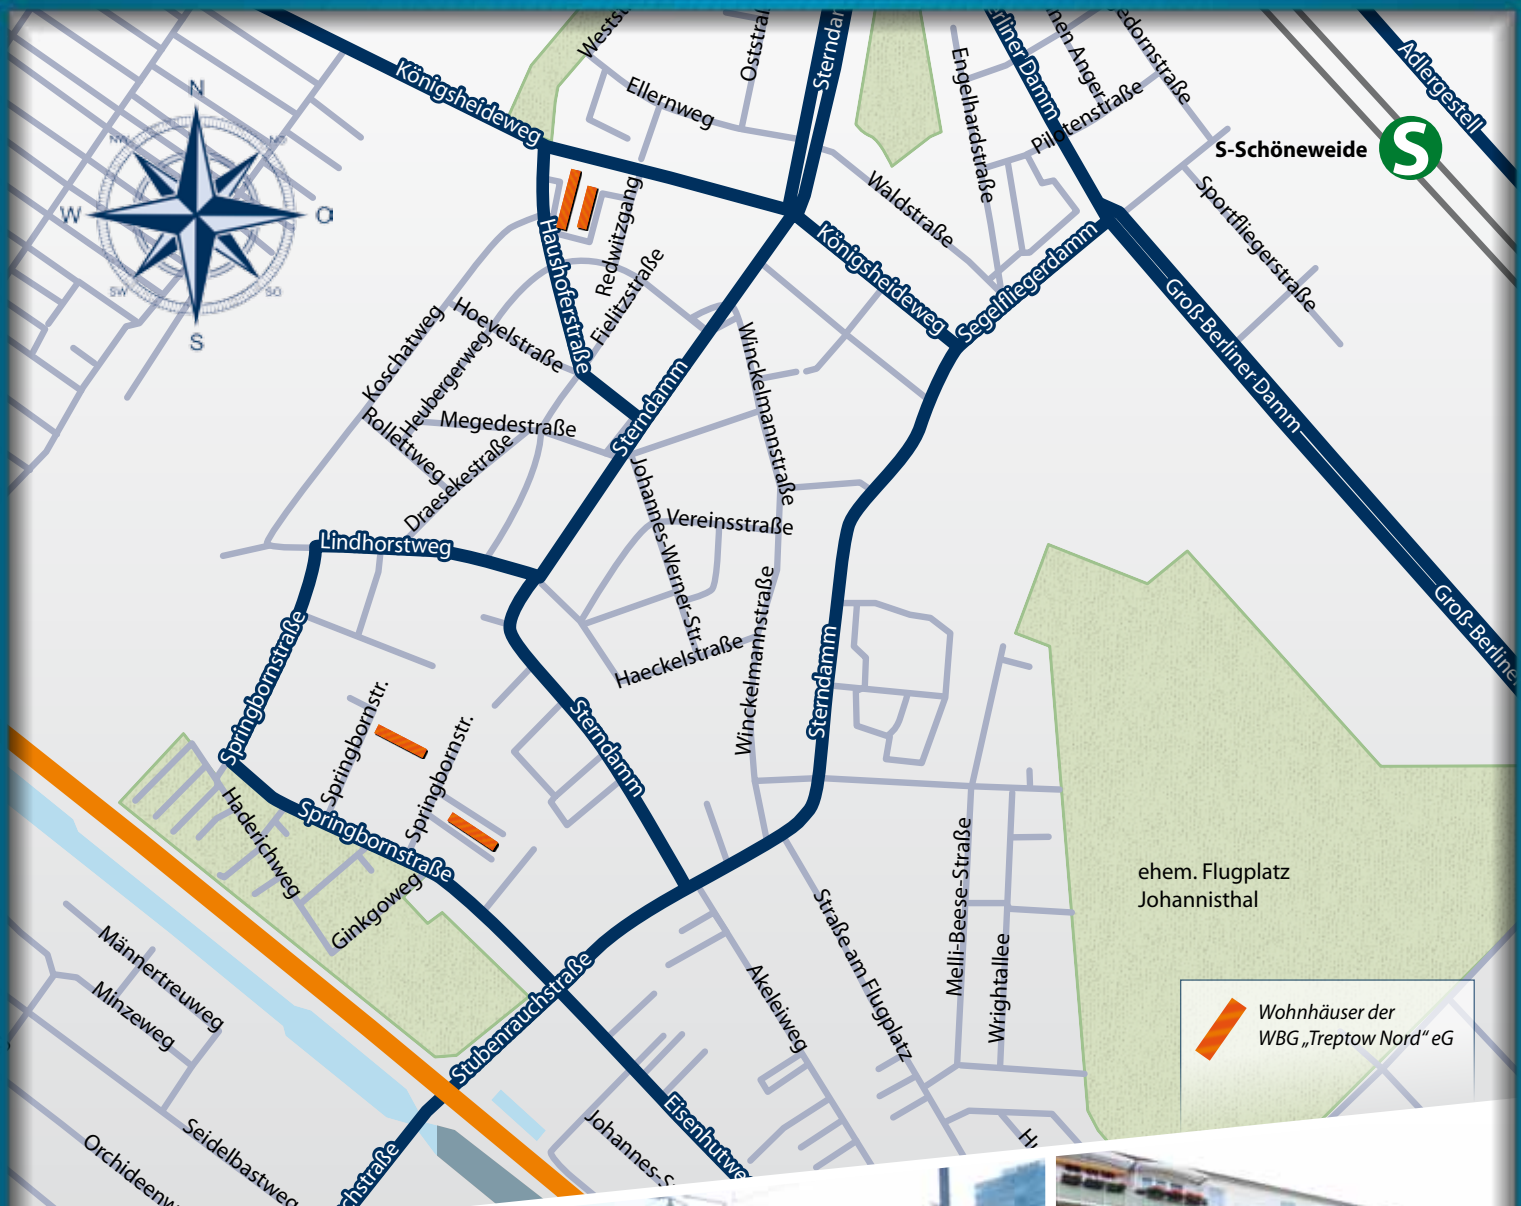 Königsheideweg
Ellernweg
Adlergestell
Engelhardstraße
Pilotenstraße
S-Schöneweide
S
N
NW
W
SW
SO
S
Waldstraße
Sportfliegerstraße
Redwitzgang
Haushoferstraße
Fielitzstraße
Königsheideweg
Segelfliegerdamm
Groß-Berliner-Damm
Hoevelstraße
Koschatweg
Heubergerweg
Rollettweg
Megedestraße
Draesekestraße
Sterndamm
Winckelmannstraße
Johannes-Werner-Str.
Vereinsstraße
Lindhorstweg
Springbornstraße
Haeckelstraße
Winckelmannstraße
Sterndamm
Sterndamm
Springbornstr.
Springbornstr.
Springbornstraße
Haderichweg
Ginkgoweg
Melli-Beese-Straße
Wrightallee
Straße am Flugplatz
Akeleiweg
ehem. Flugplatz
Johannisthal
Stubenrauchstraße
Männertreuweg
Minzeweg
Seidelbastweg
Wohnhäuser der
WBG „Treptow Nord“ eG